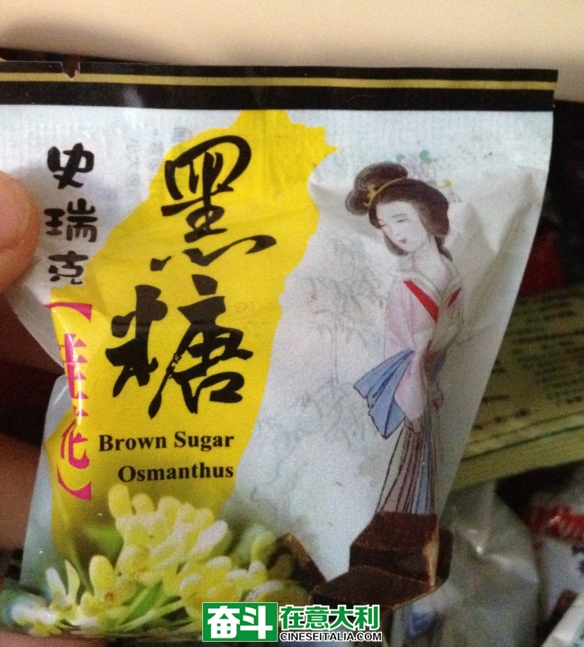 史瑞克
黑糖
【桂花】
Brown Sugar
Osmanthus
奋斗在意大利
CINESEITALIA.COM